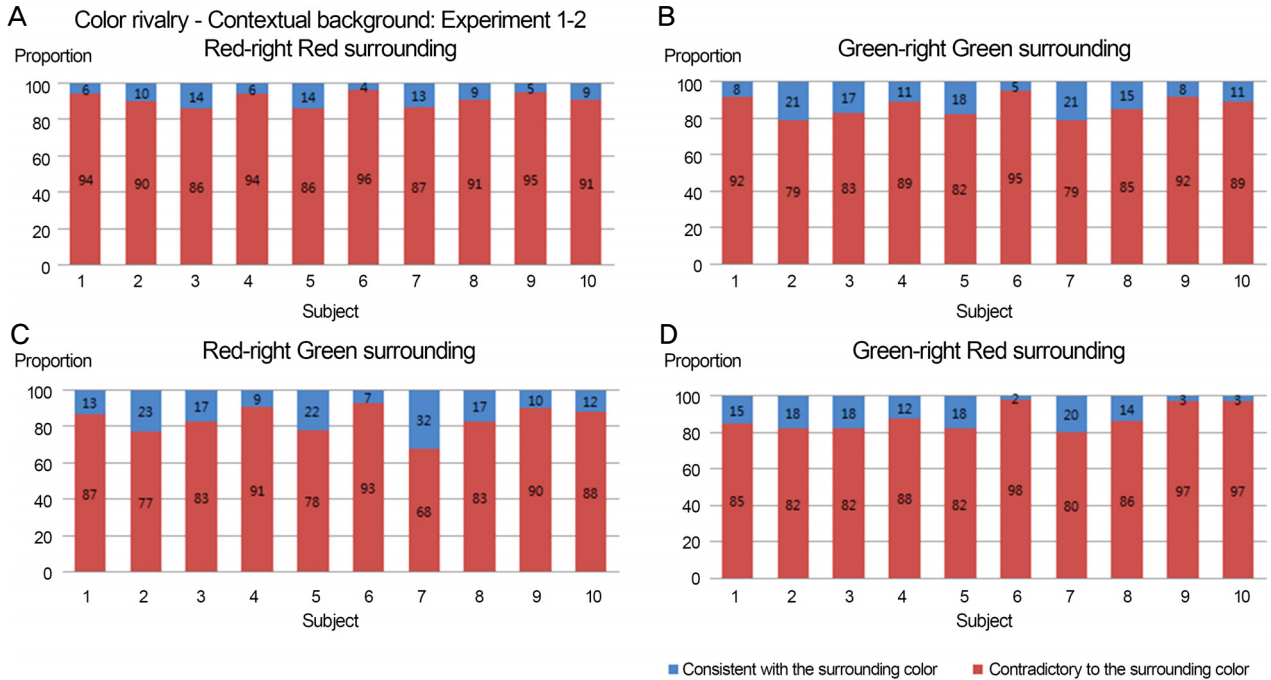 A
Color rivalry - Contextual background: Experiment 1-2
Red-right Red surrounding
Proportion
100
80
60
40
20
0
6 10 14 6 14 4 13 9 5 9
94 90 86 94 86 96 87 91 95 91
1 2 3 4 5 6 7 8 9 10
Subject
B
Green-right Green surrounding
Proportion
100
80
60
40
20
0
8 21 17 11 18 5 21 15 8 11
92 79 83 89 82 95 79 85 92 89
1 2 3 4 5 6 7 8 9 10
Subject
C
Red-right Green surrounding
Proportion
100
80
60
40
20
0
13 23 17 9 22 7 32 17 10 12
87 77 83 91 78 93 68 83 90 88
1 2 3 4 5 6 7 8 9 10
Subject
D
Green-right Red surrounding
Proportion
100
80
60
40
20
0
15 18 18 12 18 2 20 14 3 3
85 82 82 88 82 98 80 86 97 97
1 2 3 4 5 6 7 8 9 10
Subject
Consistent with the surrounding color
Contradictory to the surrounding color